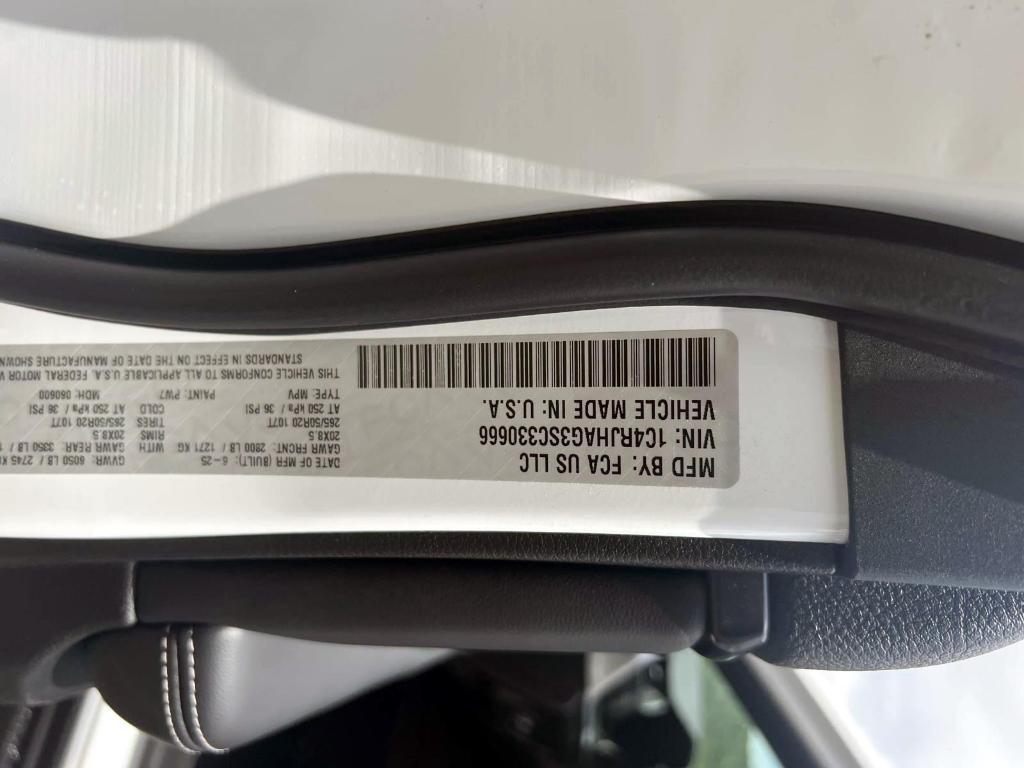 MFD BY: FCA US LLC
VIN: 1C4RJHAG3SC330666
VEHICLE MADE IN: U.S.A.
DATE OF MFR (BUILT): 6-25
GVWR: 6050 LB / 2745 KG
GAWR FRONT: 2800 LB / 1271 KG
WITH
GAWR REAR: 3350 LB / 1
20X8.5
RIMS
20X8.5
265/50R20 107T
TIRES
265/50R20 107T
AT 250 kPa / 36 PSI
COLD
AT 250 kPa / 36 PSI
TYPE: MPV
PAINT: PW7
MDH: 060600
THIS VEHICLE CONFORMS TO ALL APPLICABLE U.S.A. FEDERAL MOTOR V
STANDARDS IN EFFECT ON THE DATE OF MANUFACTURE SHOWN